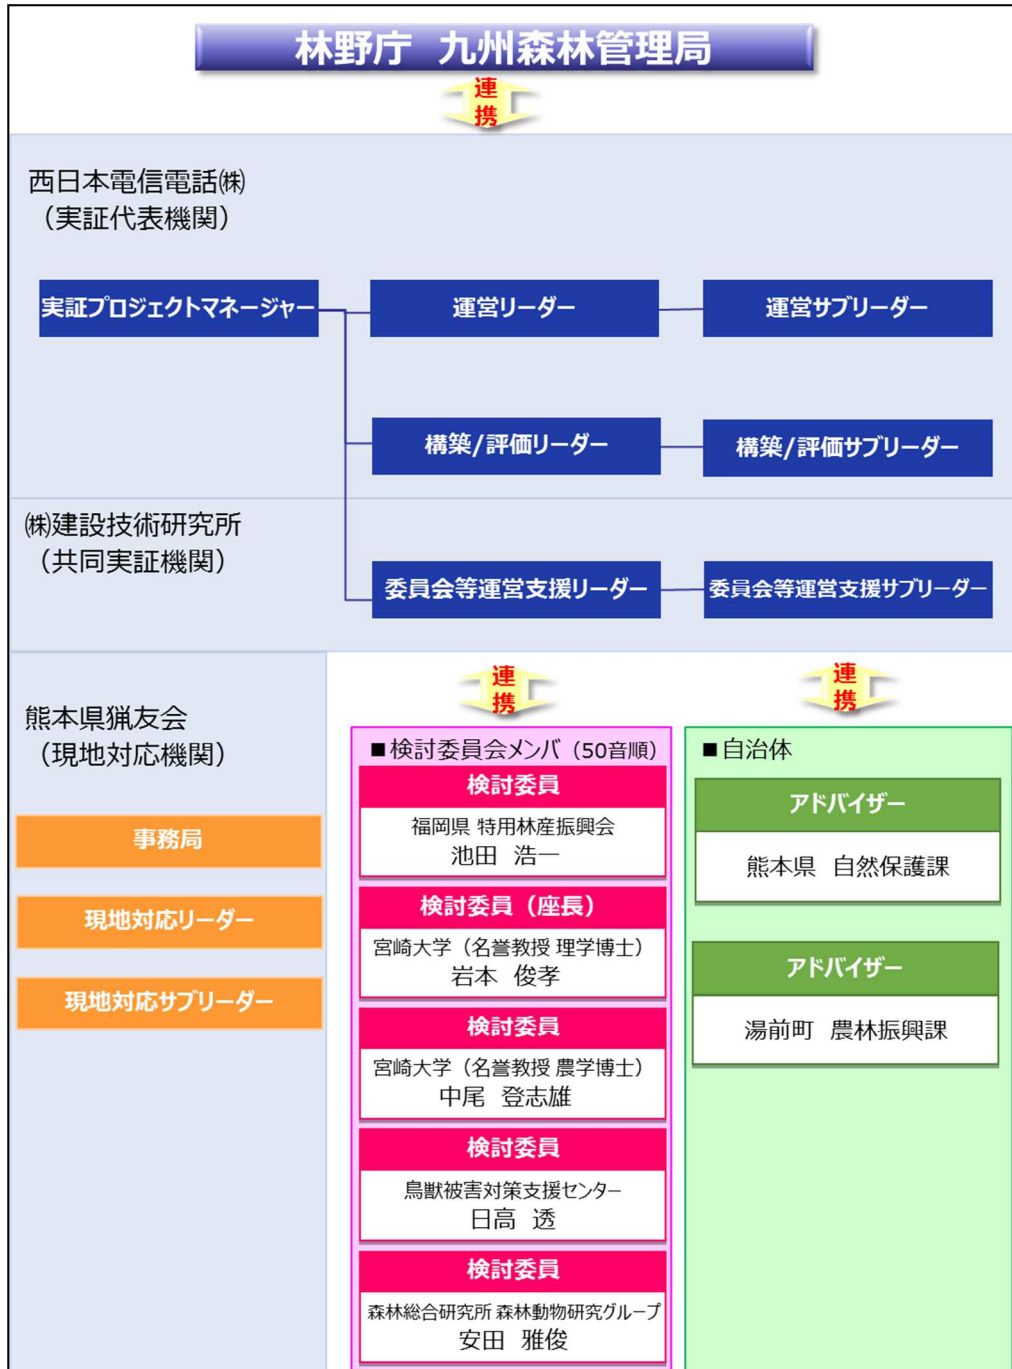 林野庁 九州森林管理局
連
携
西日本電信電話㈱
（実証代表機関）
実証プロジェクトマネージャー
運営リーダー
運営サブリーダー
構築/評価リーダー
構築/評価サブリーダー
㈱建設技術研究所
（共同実証機関）
委員会等運営支援リーダー
委員会等運営支援サブリーダー
連
携
連
携
熊本県猟友会
（現地対応機関）
事務局
現地対応リーダー
現地対応サブリーダー
■検討委員会メンバ（50音順）
検討委員
福岡県 特用林産振興会
池田 浩一
検討委員（座長）
宮崎大学（名誉教授 理学博士）
岩本 俊孝
検討委員
宮崎大学（名誉教授 農学博士）
中尾 登志雄
検討委員
鳥獣被害対策支援センター
日高 透
検討委員
森林総合研究所 森林動物研究グループ
安田 雅俊
■自治体
アドバイザー
熊本県 自然保護課
アドバイザー
湯前町 農林振興課